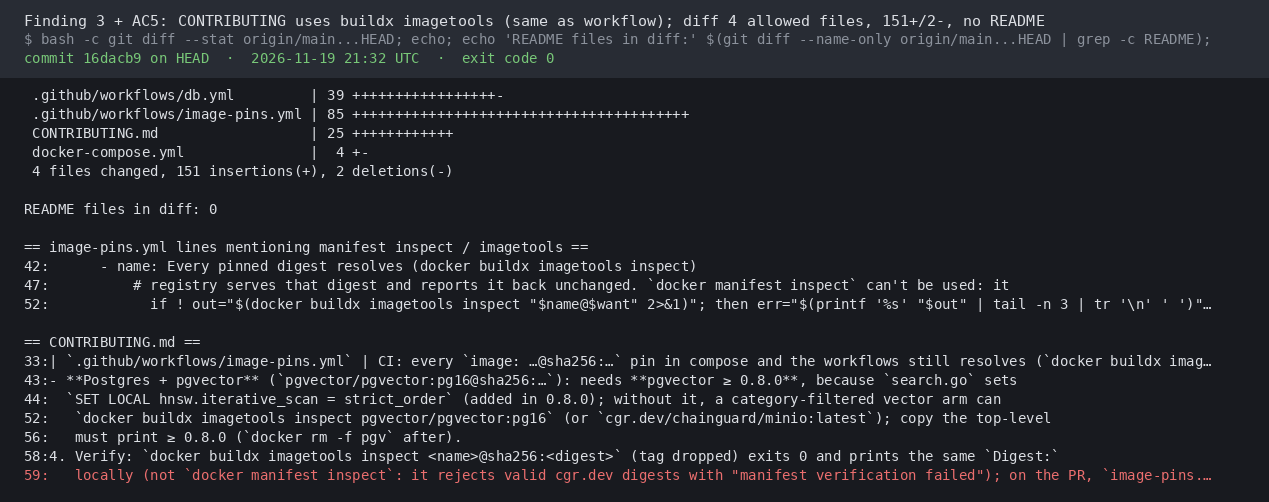 Finding 3 + AC5: CONTRIBUTING uses buildx imagetools (same as workflow); diff 4 allowed files, 151+/2-, no README
$ bash -c git diff --stat origin/main...HEAD; echo; echo 'README files in diff:' $(git diff --name-only origin/main...HEAD | grep -c README);
commit 16dacb9 on HEAD  ·  2026-11-19 21:32 UTC  ·  exit code 0
 .github/workflows/db.yml         | 39 +++++++++++++++++-
 .github/workflows/image-pins.yml | 85 ++++++++++++++++++++++++++++++++++++++++
 CONTRIBUTING.md                  | 25 ++++++++++++
 docker-compose.yml               |  4 +-
 4 files changed, 151 insertions(+), 2 deletions(-)
README files in diff: 0
== image-pins.yml lines mentioning manifest inspect / imagetools ==
42:      - name: Every pinned digest resolves (docker buildx imagetools inspect)
47:          # registry serves that digest and reports it back unchanged. `docker manifest inspect` can't be used: it
52:            if ! out="$(docker buildx imagetools inspect "$name@$want" 2>&1)"; then err="$(printf '%s' "$out" | tail -n 3 | tr '\n' ' ')"…
== CONTRIBUTING.md ==
33:| `.github/workflows/image-pins.yml` | CI: every `image: …@sha256:…` pin in compose and the workflows still resolves (`docker buildx imag…
43:- **Postgres + pgvector** (`pgvector/pgvector:pg16@sha256:…`): needs **pgvector ≥ 0.8.0**, because `search.go` sets
44:  `SET LOCAL hnsw.iterative_scan = strict_order` (added in 0.8.0); without it, a category-filtered vector arm can
52:   `docker buildx imagetools inspect pgvector/pgvector:pg16` (or `cgr.dev/chainguard/minio:latest`); copy the top-level
56:   must print ≥ 0.8.0 (`docker rm -f pgv` after).
58:4. Verify: `docker buildx imagetools inspect <name>@sha256:<digest>` (tag dropped) exits 0 and prints the same `Digest:`
59:   locally (not `docker manifest inspect`: it rejects valid cgr.dev digests with "manifest verification failed"); on the PR, `image-pins.…